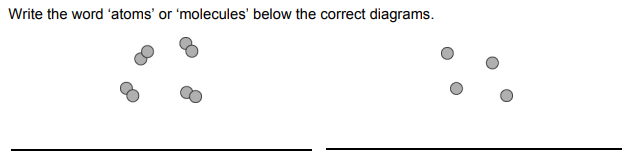 Write the word ‘atoms’ or ‘molecules’ below the correct diagrams.